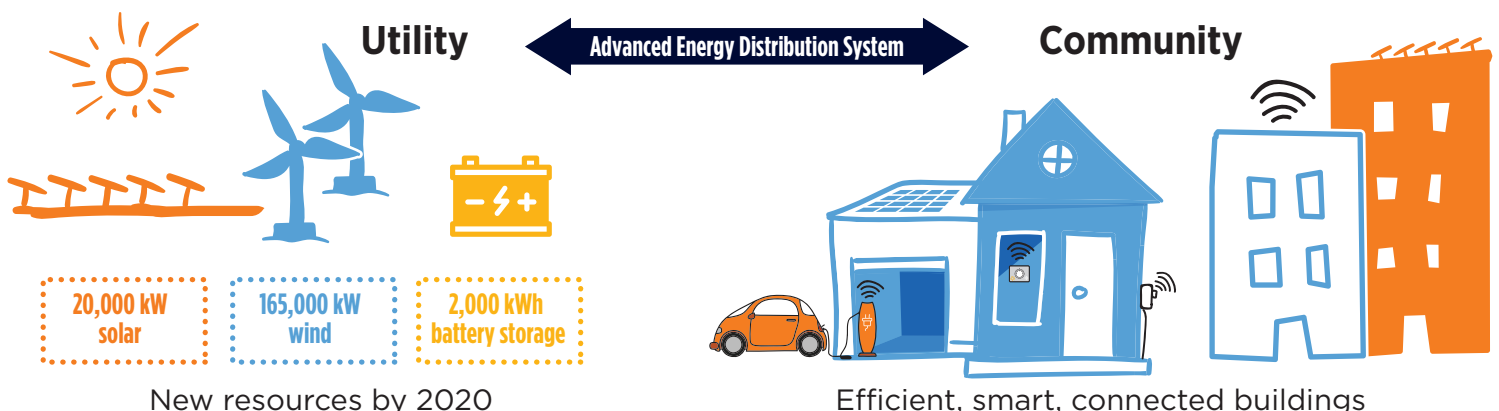 Utility
Advanced Energy Distribution System
Community
20,000 kW
solar
165,000 kW
wind
2,000 kWh
battery storage
New resources by 2020
Efficient, smart, connected buildings